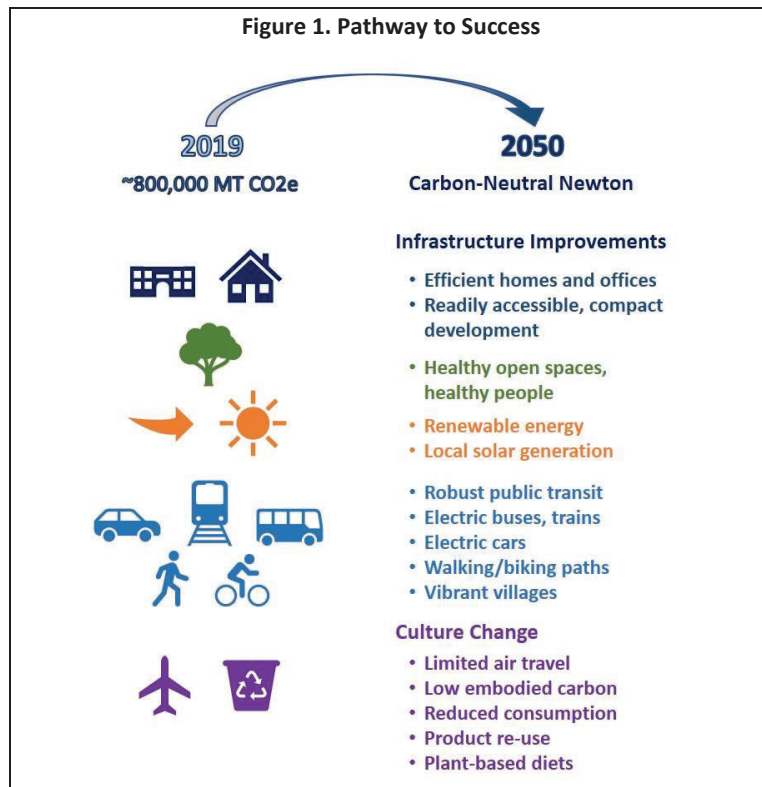 Figure 1. Pathway to Success
2019
2050
~800,000 MT CO2e
Carbon-Neutral Newton
Infrastructure Improvements
• Efficient homes and offices
• Readily accessible, compact
development
• Healthy open spaces,
healthy people
• Renewable energy
• Local solar generation
• Robust public transit
• Electric buses, trains
• Electric cars
• Walking/biking paths
• Vibrant villages
Culture Change
• Limited air travel
• Low embodied carbon
• Reduced consumption
• Product re-use
• Plant-based diets